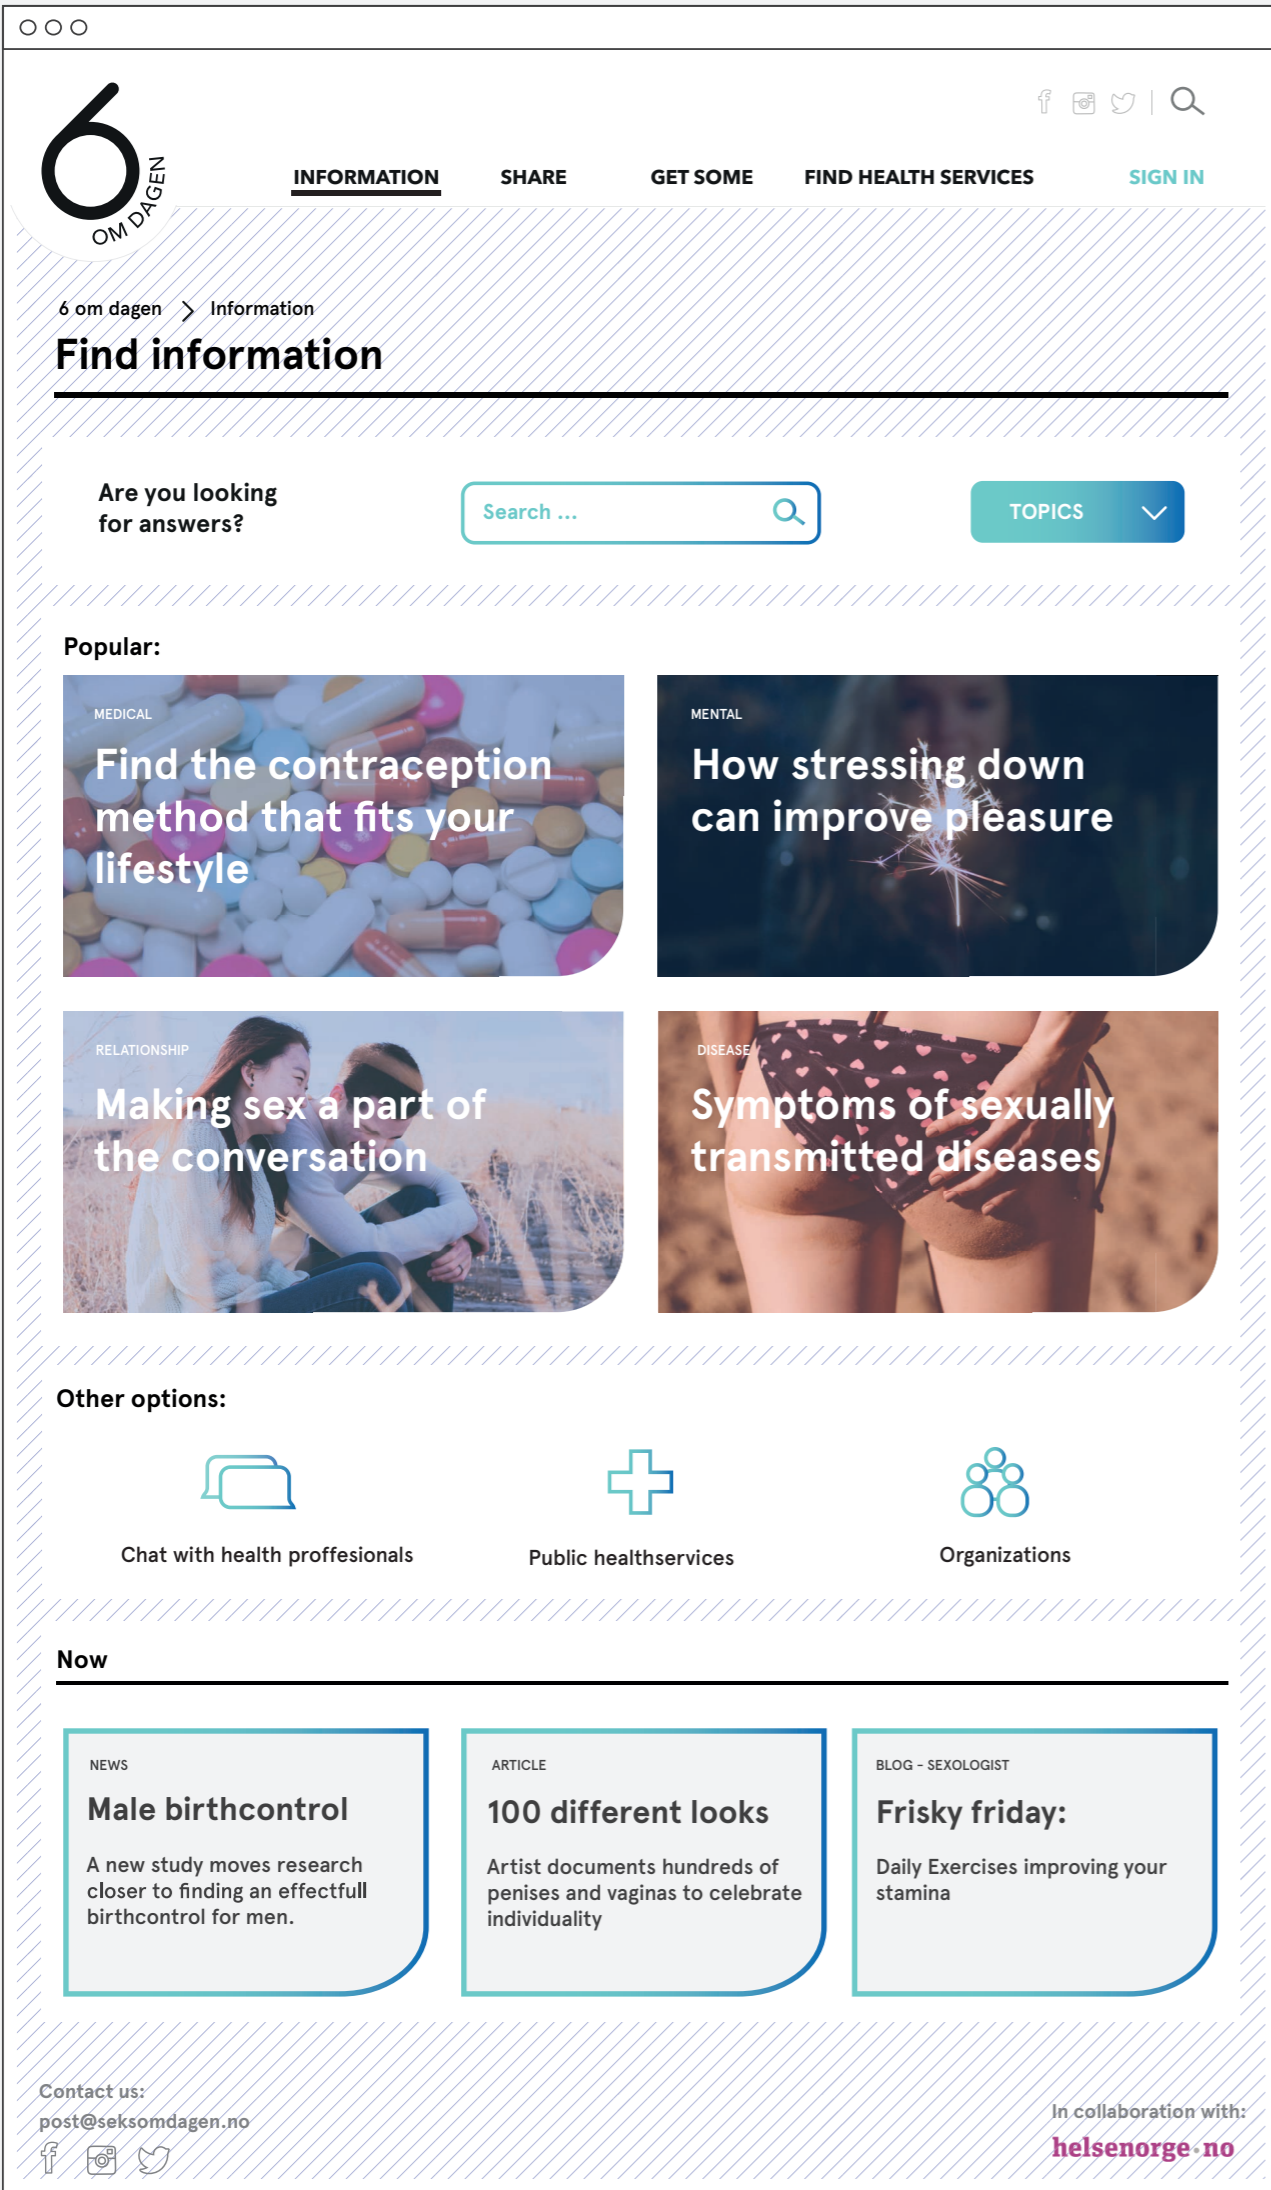 6
OM DAGEN
INFORMATION
SHARE
GET SOME
FIND HEALTH SERVICES
SIGN IN
6 om dagen
Information
Find information
Are you looking
for answers?
Search ...
TOPICS
Popular:
MEDICAL
Find the contraception
method that fits your
lifestyle
MENTAL
How stressing down
can improve pleasure
RELATIONSHIP
Making sex a part of
the conversation
DISEASE
Symptoms of sexually
transmitted diseases
Other options:
Chat with health proffesionals
Public healthservices
Organizations
Now
NEWS
Male birthcontrol
A new study moves research
closer to finding an effectfull
birthcontrol for men.
ARTICLE
100 different looks
Artist documents hundreds of
penises and vaginas to celebrate
individuality
BLOG - SEXOLOGIST
Frisky friday:
Daily Exercises improving your
stamina
Contact us:
post@seksomdagen.no
In collaboration with:
helsenorge·no